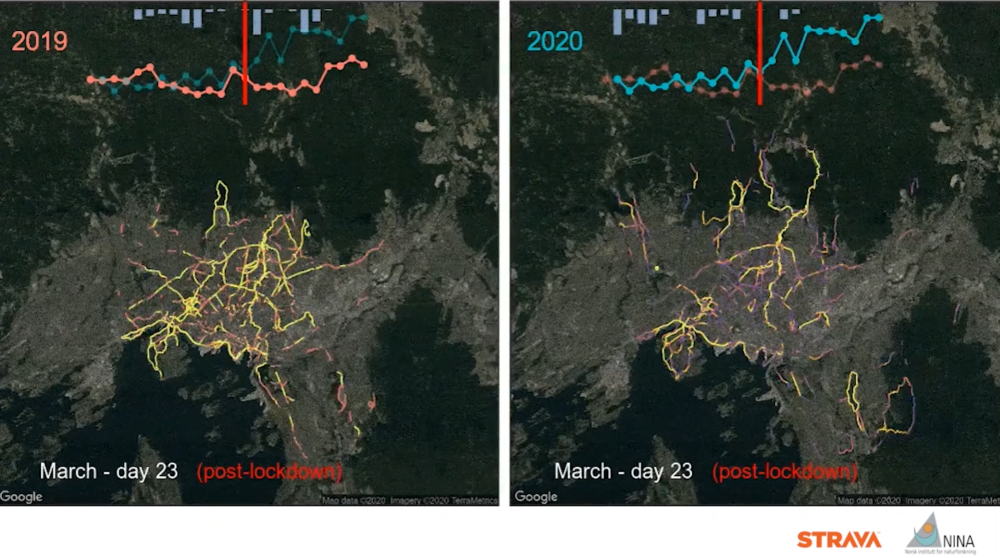 2019
2020
March - day 23 (post-lockdown)
March - day 23 (post-lockdown)
Google
Map data ©2020 Imagery ©2020 TerraMetrics
Google
Map data ©2020 Imagery ©2020 TerraMet
STRAVA
NINA
Norsk institutt for naturforskning